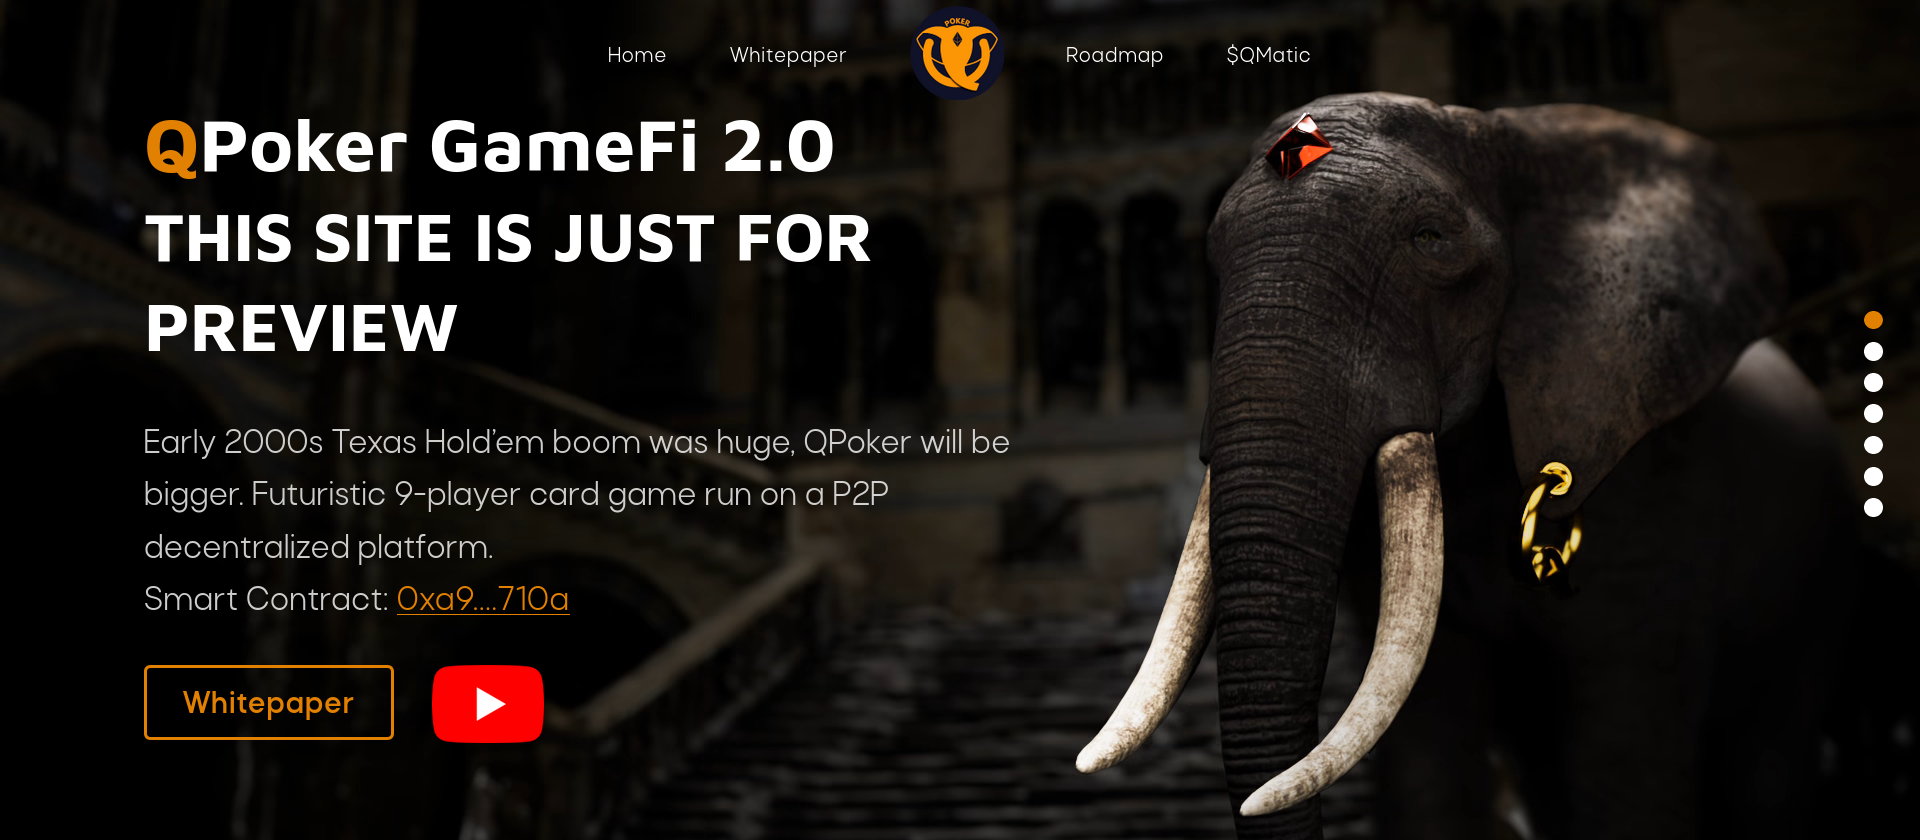 Home Whitepaper POKER Roadmap $QMatic
QPoker GameFi 2.0
THIS SITE IS JUST FOR
PREVIEW
Early 2000s Texas Hold’em boom was huge, QPoker will be
bigger. Futuristic 9-player card game run on a P2P
decentralized platform.
Smart Contract: 0xa9....710a
Whitepaper